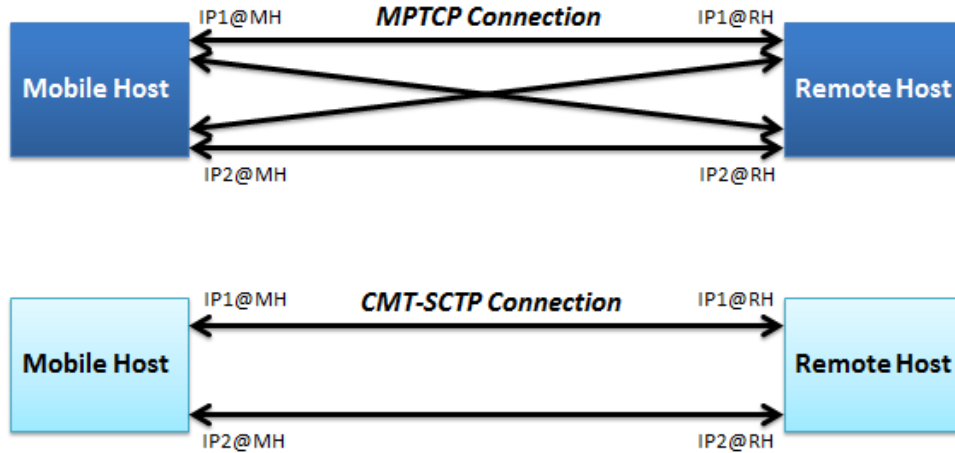 IP1@MH
MPTCP Connection
IP1@RH
Mobile Host
Remote Host
IP2@MH
IP2@RH
IP1@MH
CMT-SCTP Connection
IP1@RH
Mobile Host
Remote Host
IP2@MH
IP2@RH